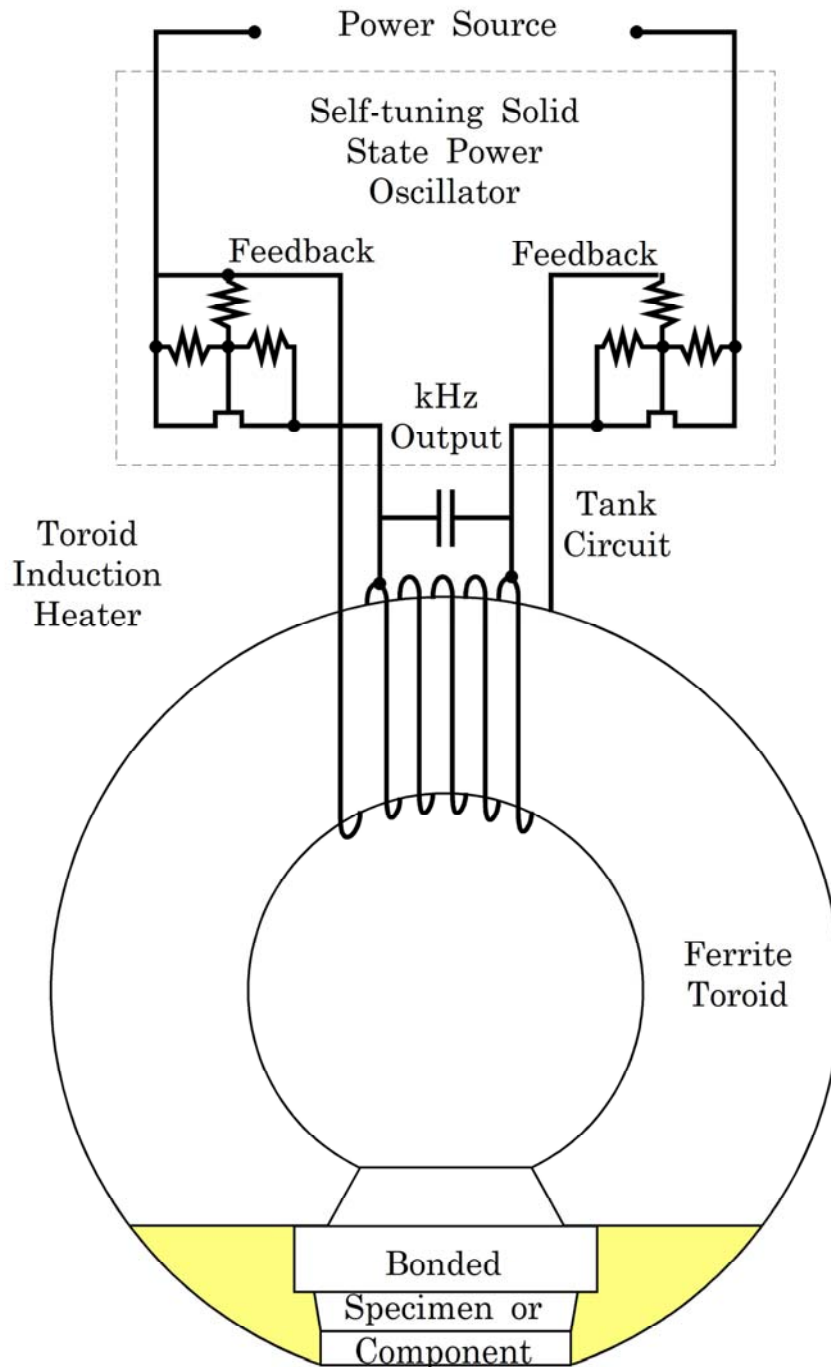 Power Source
Self-tuning Solid
State Power
Oscillator
Feedback
Feedback
kHz
Output
Tank
Circuit
Toroid
Induction
Heater
Ferrite
Toroid
Bonded
Specimen or
Component